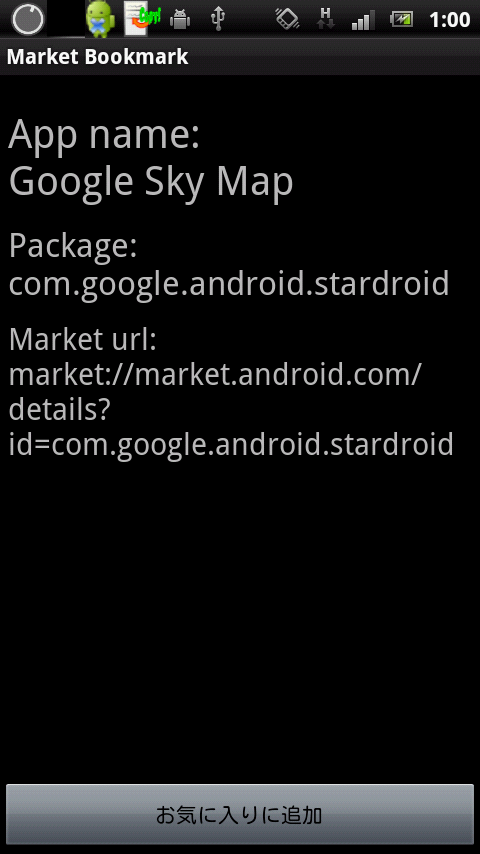 H
1:00
Market Bookmark
App name:
Google Sky Map
Package:
com.google.android.stardroid
Market url:
market://market.android.com/
details?
id=com.google.android.stardroid
お気に入りに追加